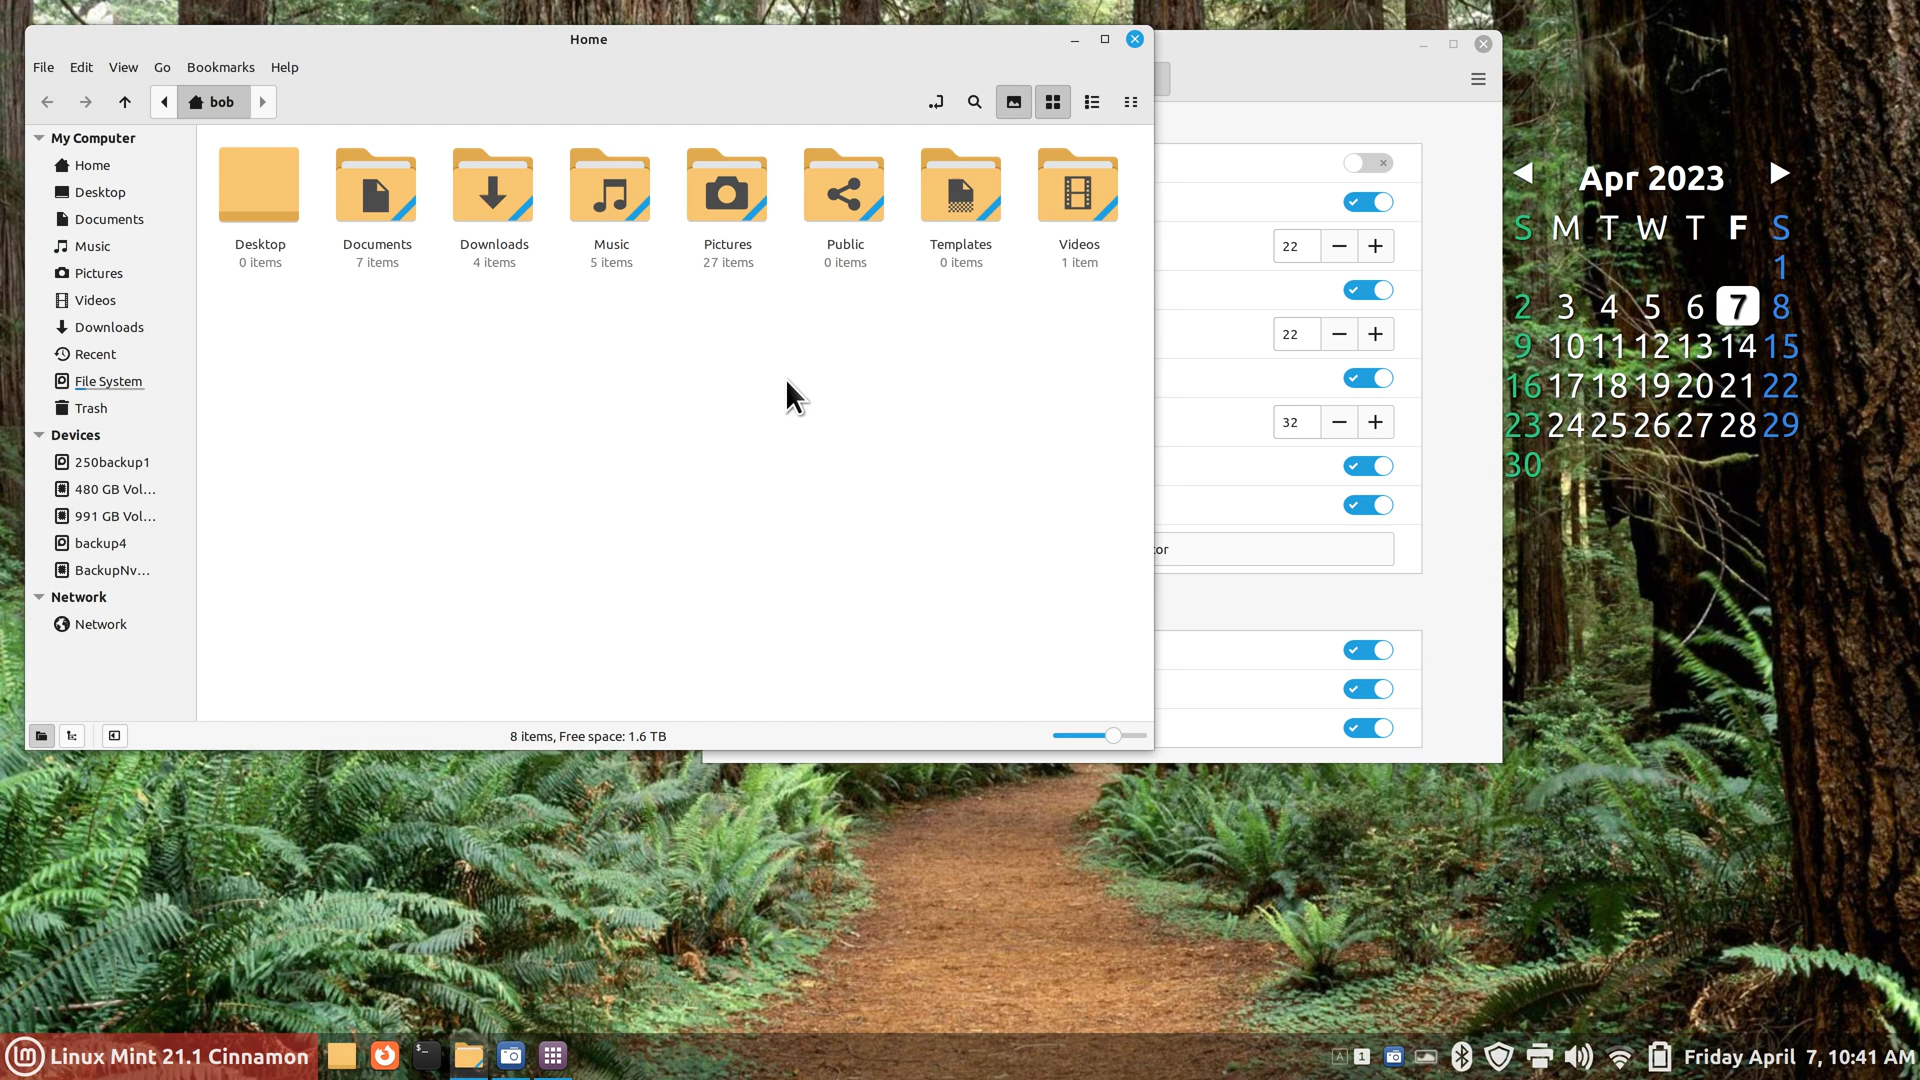 Home
File Edit View Go Bookmarks Help
bob
My Computer
Home
Desktop
Documents
Music
Pictures
Videos
Downloads
Recent
File System
Trash
Devices
250backup1
480 GB Vol...
991 GB Vol...
backup4
BackupNv...
Network
Network
Desktop
0 items
Documents
7 items
Downloads
4 items
Music
5 items
Pictures
27 items
Public
0 items
Templates
0 items
Videos
1 item
8 items, Free space: 1.6 TB
22
22
32
tor
Apr 2023
S M T W T F S
1
2 3 4 5 6 7 8
9 10 11 12 13 14 15
16 17 18 19 20 21 22
23 24 25 26 27 28 29
30
Linux Mint 21.1 Cinnamon
A 1
Friday April 7, 10:41 AM